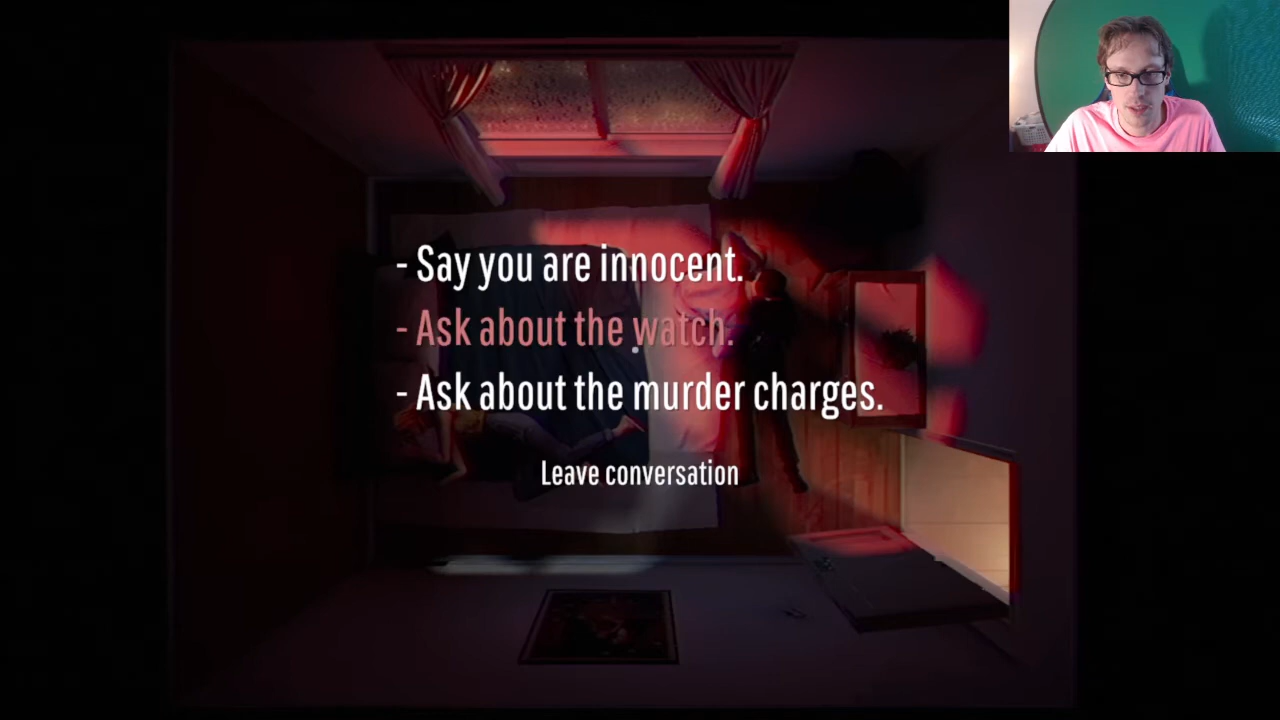 - Say you are innocent.
- Ask about the watch.
- Ask about the murder charges.
Leave conversation